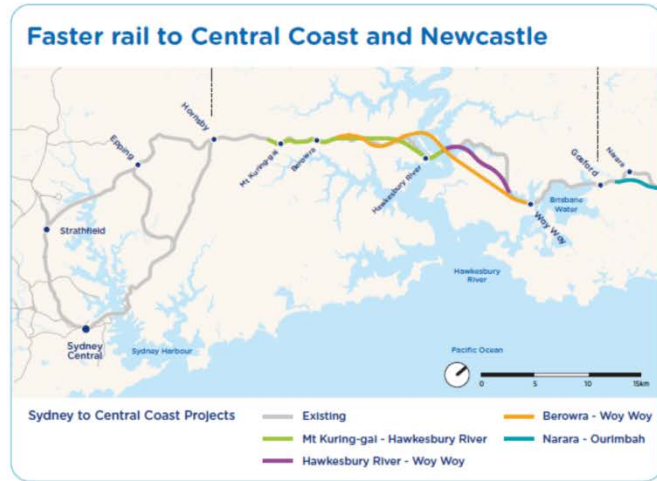 Faster rail to Central Coast and Newcastle
Hornsby
Epping
Mt Kuring-gai
Berowra
Hawkesbury River
Gosford
Narara
Strathfield
Brisbane
Water
Woy Woy
Hawkesbury
River
Sydney
Central
Sydney Harbour
Pacific Ocean
0 5 10 15km
Sydney to Central Coast Projects
Existing
Berowra - Woy Woy
Mt Kuring-gai - Hawkesbury River
Narara - Ourimbah
Hawkesbury River - Woy Woy